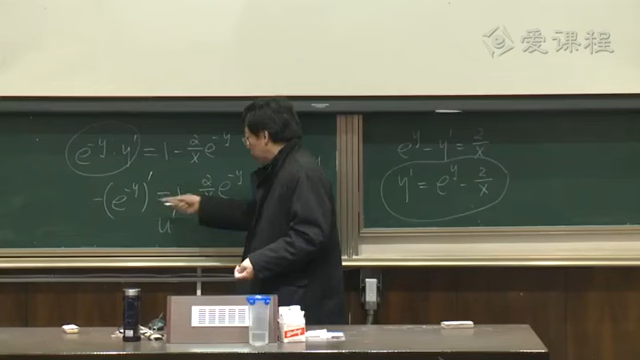 爱课程
e^{-y}·y' = 1 - \frac{2}{x}e^{-y}
-(e^{-y})' = 1 - \frac{2}{x}e^{-y}
u'
e^y - y' = \frac{2}{x}
y' = e^y - \frac{2}{x}